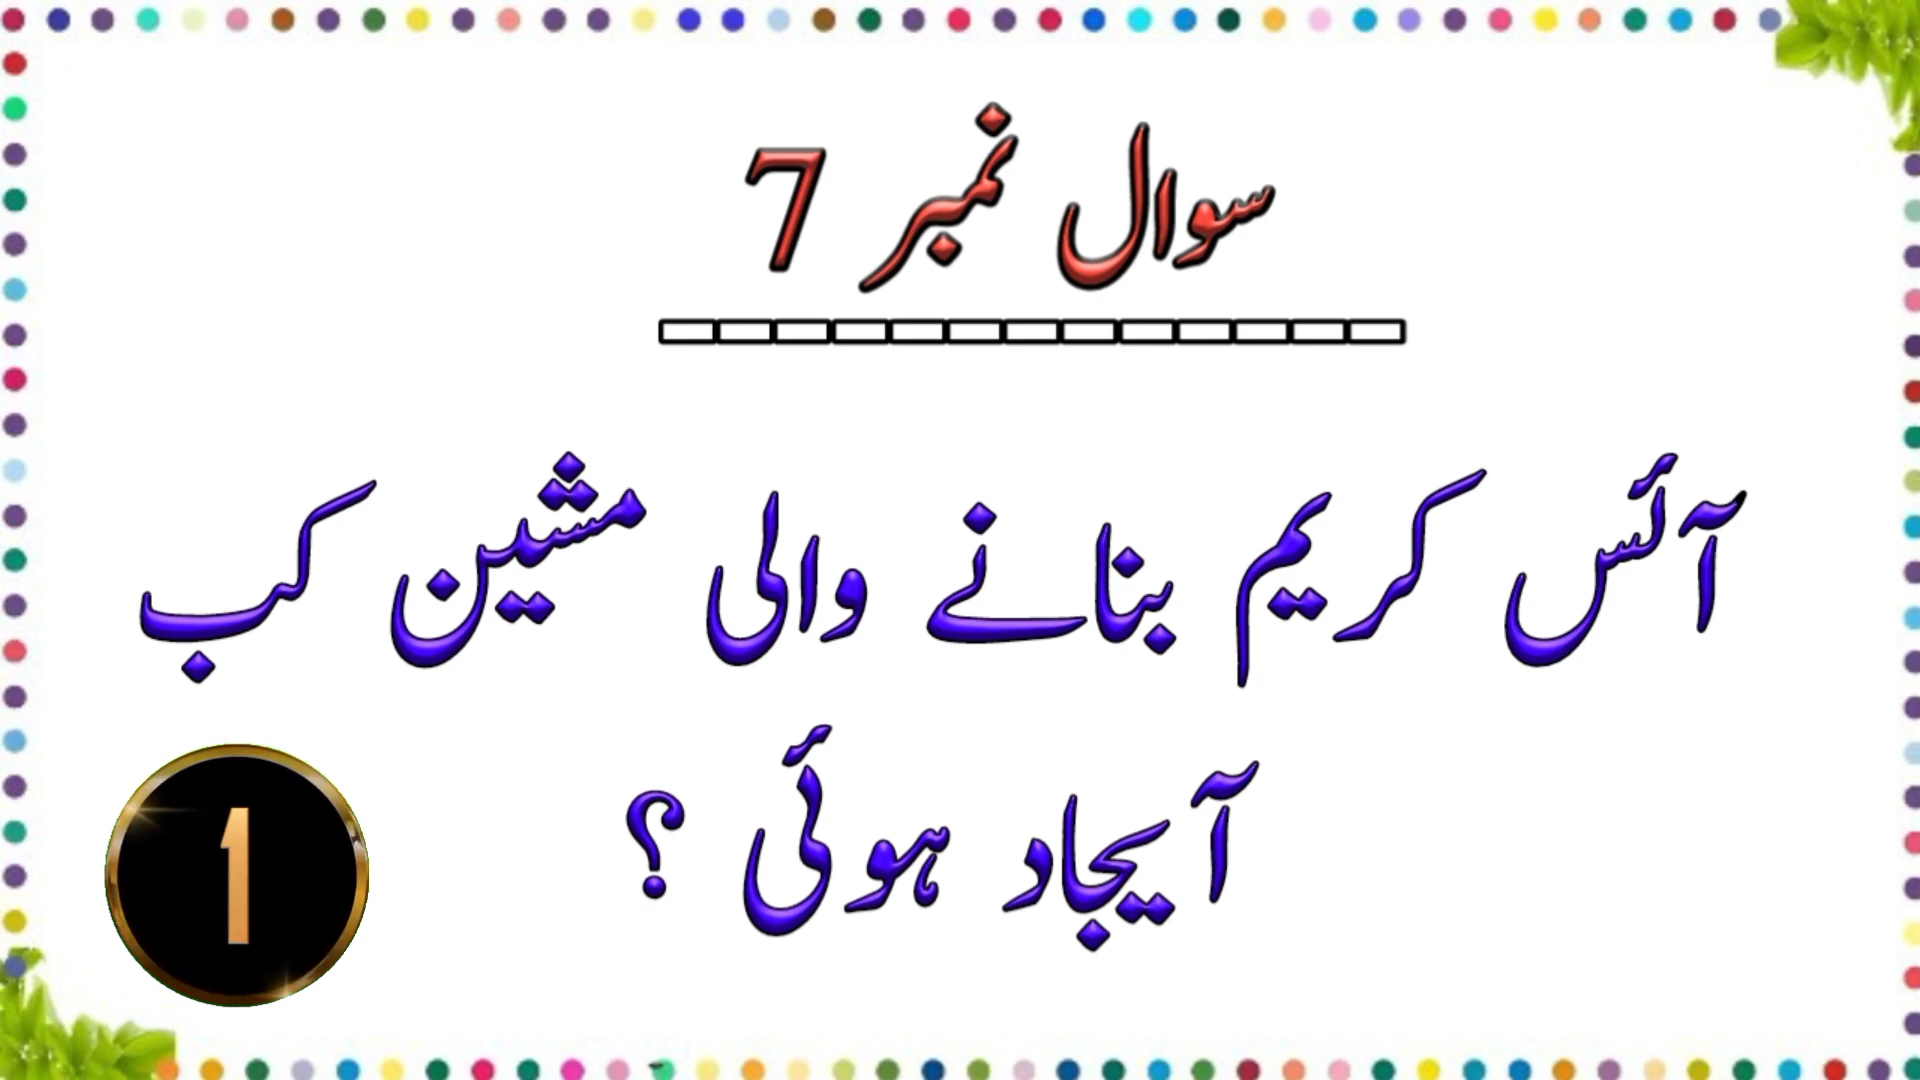 سوال نمبر 7
آئس کریم بنانے والی مشین کب
آیجاد ہوئی ؟
1